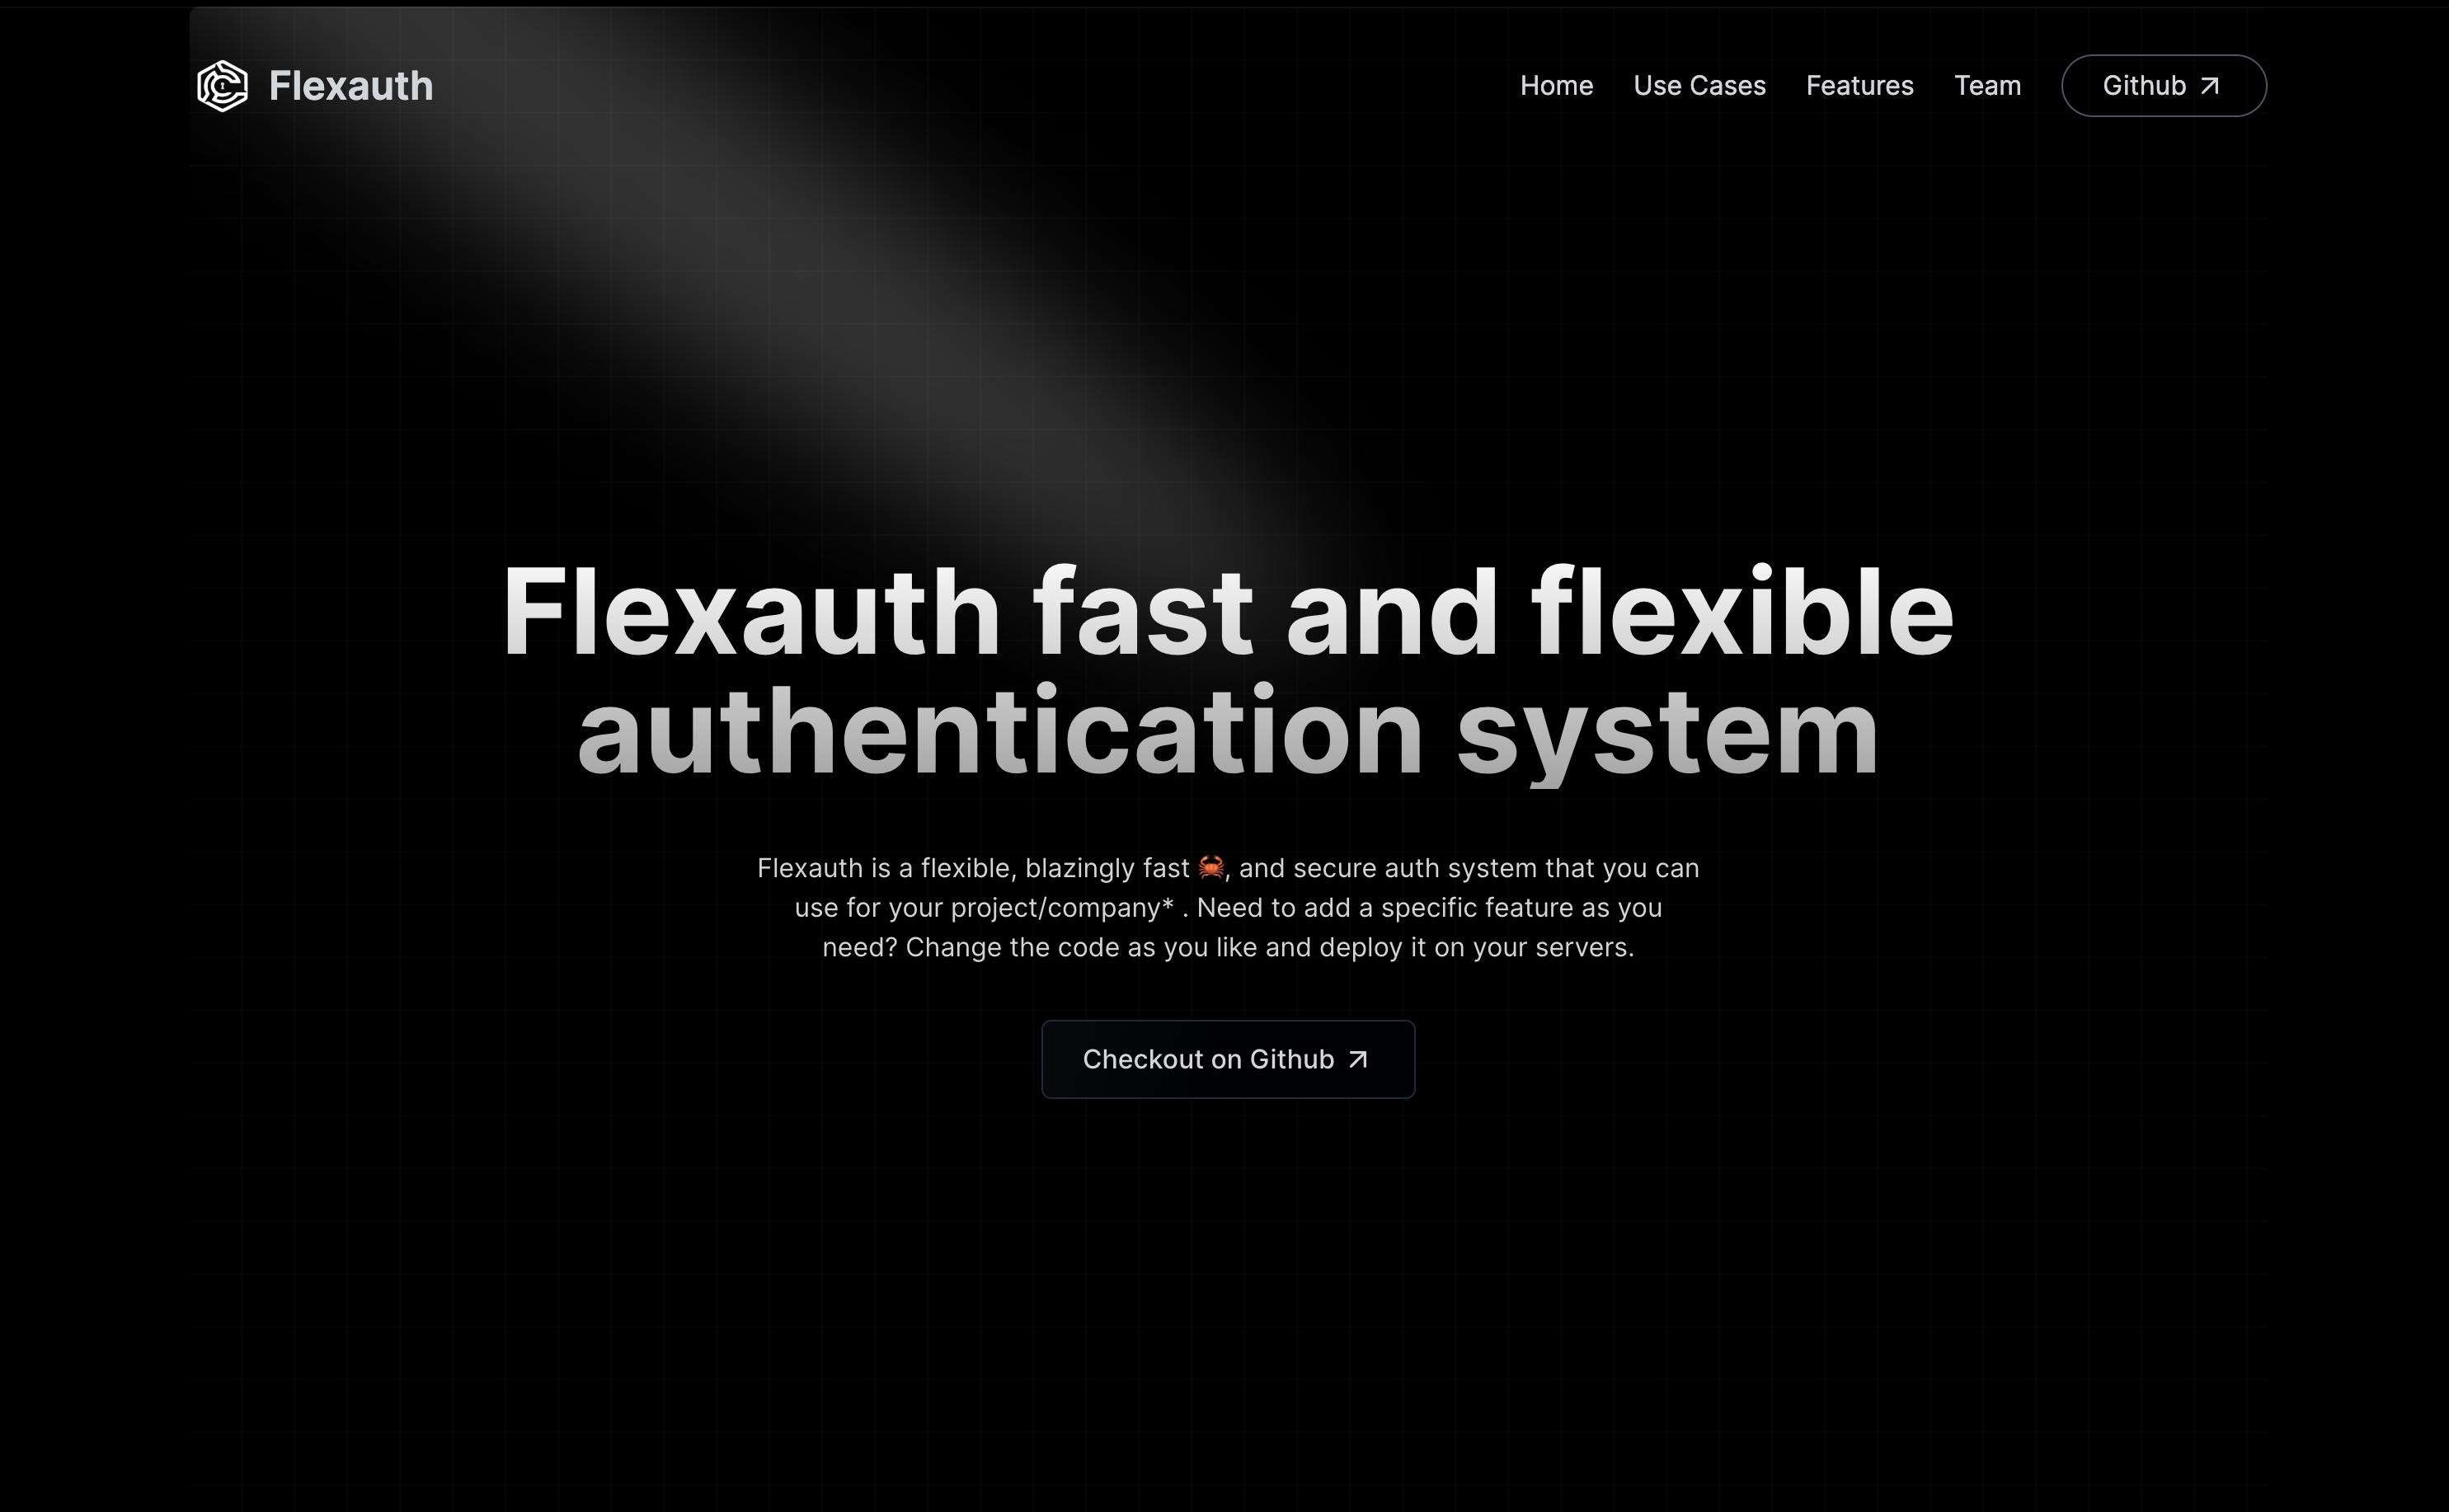 Flexauth
Home Use Cases Features Team Github
Flexauth fast and flexible
authentication system
Flexauth is a flexible, blazingly fast 🦀, and secure auth system that you can
use for your project/company* . Need to add a specific feature as you
need? Change the code as you like and deploy it on your servers.
Checkout on Github